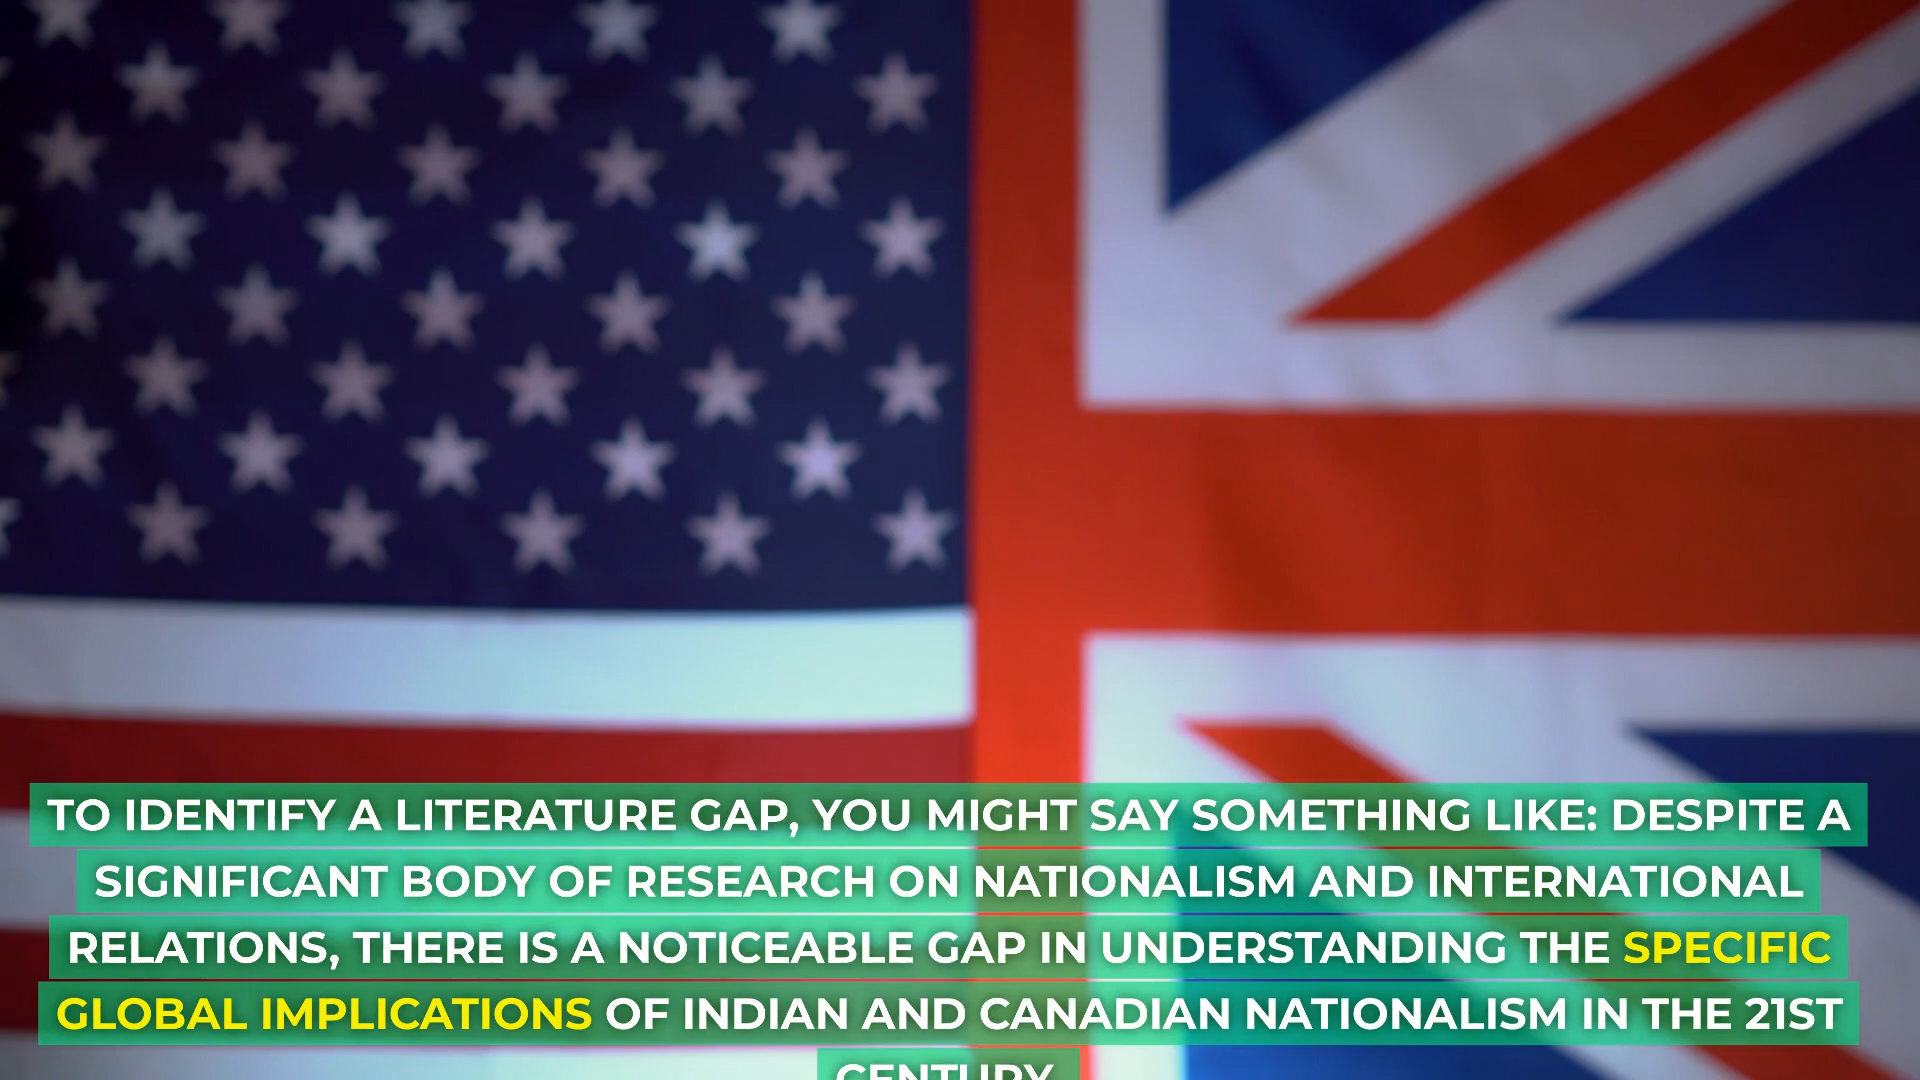 TO IDENTIFY A LITERATURE GAP, YOU MIGHT SAY SOMETHING LIKE: DESPITE A
SIGNIFICANT BODY OF RESEARCH ON NATIONALISM AND INTERNATIONAL
RELATIONS, THERE IS A NOTICEABLE GAP IN UNDERSTANDING THE SPECIFIC
GLOBAL IMPLICATIONS OF INDIAN AND CANADIAN NATIONALISM IN THE 21ST
CENTURY